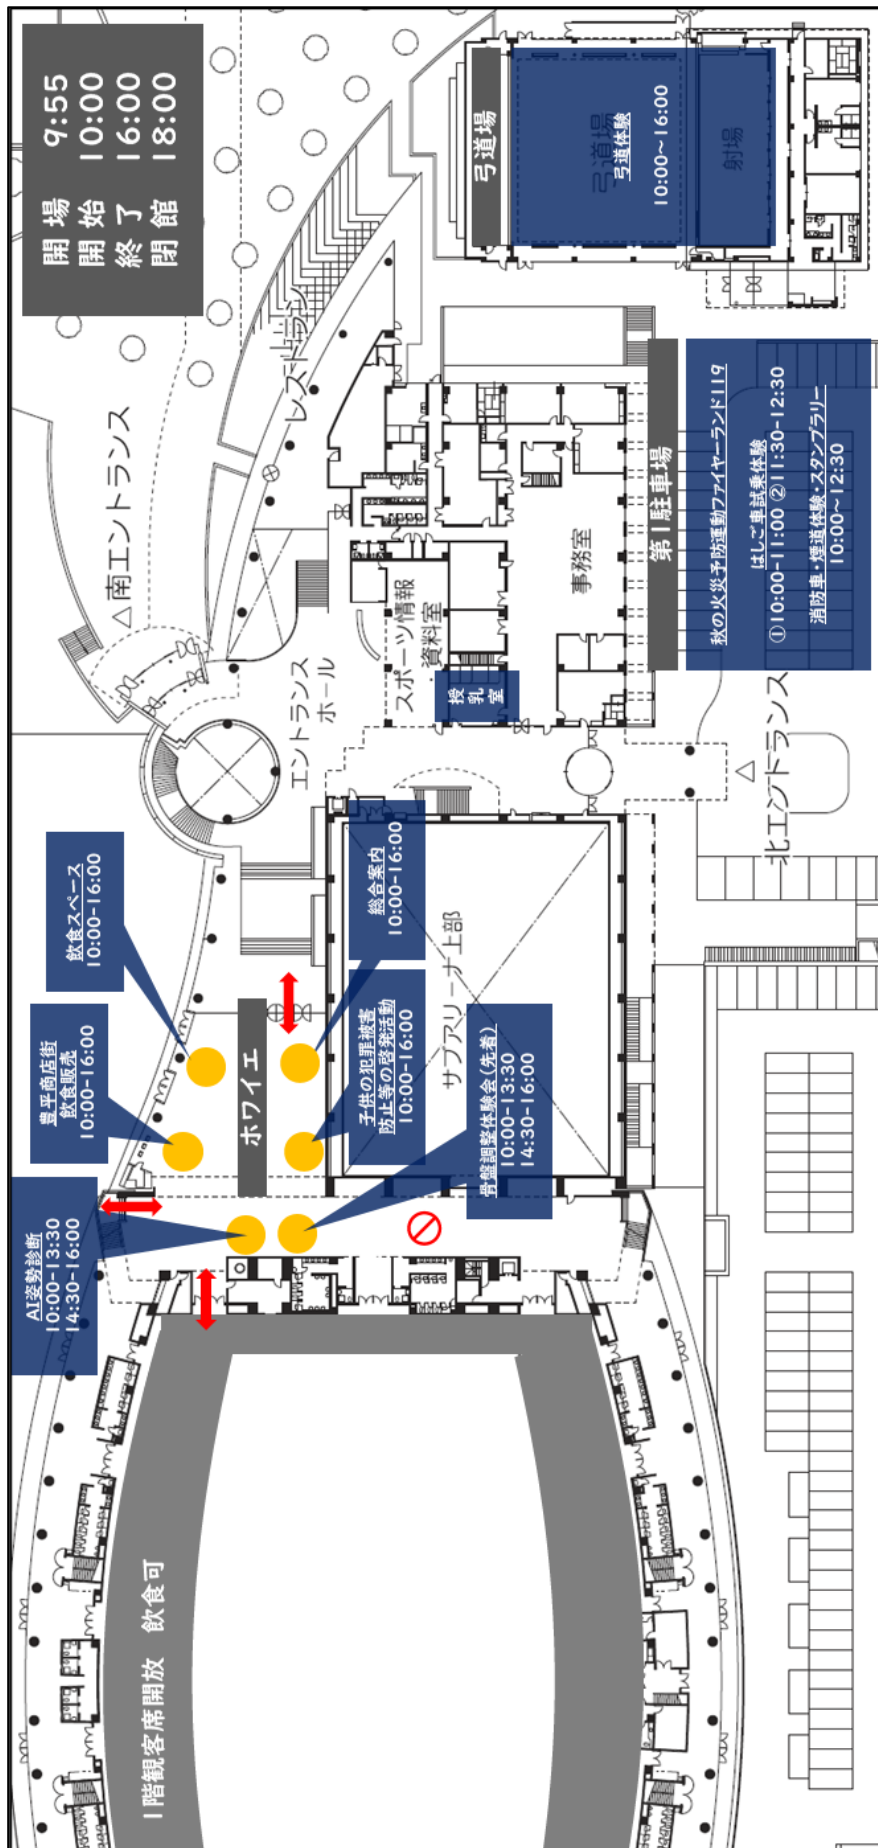 開場 9:55
開始 10:00
終了 16:00
閉館 18:00
弓道場
弓道場
弓道体験
10:00~16:00
射場
レストラン
△南エントランス
第1駐車場
秋の火災予防運動ファイヤーランド119
はしご車試乗体験
①10:00-11:00 ②11:30-12:30
消防車・煙道体験・スタンプラリー
10:00~12:30
事務室
スポーツ情報
資料室
授乳室
エントランス
ホール
△
北エントランス
飲食スペース
10:00-16:00
総合案内
10:00-16:00
豊平商店街
飲食販売
10:00-16:00
ホワイエ
子供の犯罪被害
防止等の啓発活動
10:00-16:00
サブアリーナ上部
骨盤調整体験会(先着)
10:00-13:30
14:30-16:00
AI姿勢診断
10:00-13:30
14:30-16:00
1階観客席開放 飲食可